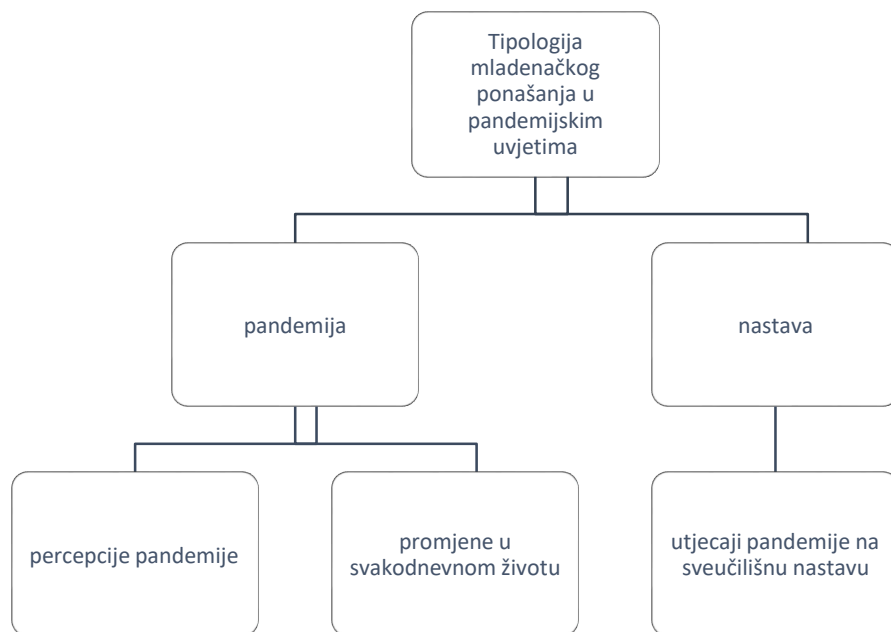 Tipologija
mladenačkog
ponašanja u
pandemijskim
uvjetima
pandemija
nastava
percepcije pandemije
promjene u
svakodnevnom životu
utjecaji pandemije na
sveučilišnu nastavu